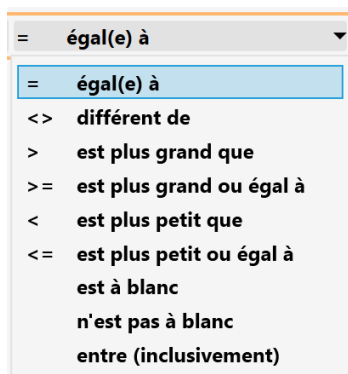 = égal(e) à
= égal(e) à
<> différent de
> est plus grand que
>= est plus grand ou égal à
< est plus petit que
<= est plus petit ou égal à
est à blanc
n'est pas à blanc
entre (inclusivement)